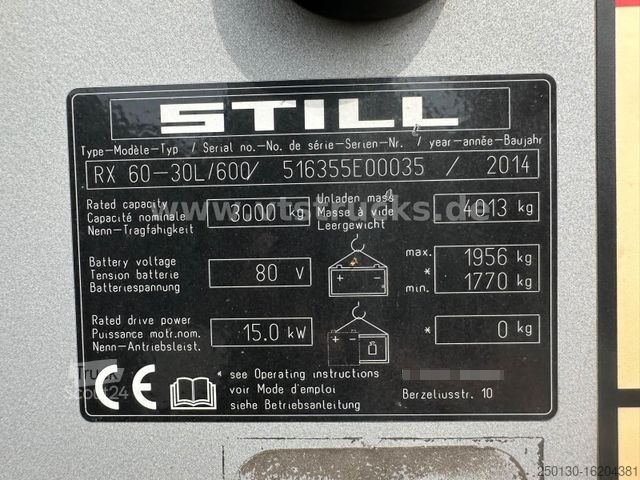 STILL
Type-Modèle-Typ / Serial no.-No. de série-Serien-Nr. / year-année-Baujahr
RX 60-30L/600/ 516355E00035 / 2014
Rated capacity
Capacité nominale
Nenn-Tragfähigkeit
3000 kg
Unladen mass
Masse à vide
Leergewicht
4013 kg
Battery voltage
Tension batterie
Batteriespannung
80 V
max. 1956 kg
*
min. 1770 kg
Rated drive power
Puissance motr.nom.
Nenn-Antriebsleist.
15.0 kW
* 0 kg
CE
* see Operating instructions
voir Mode d'emploi
siehe Betriebsanleitung
Berzeliusstr. 10
Truck
scout24
250130-16204381